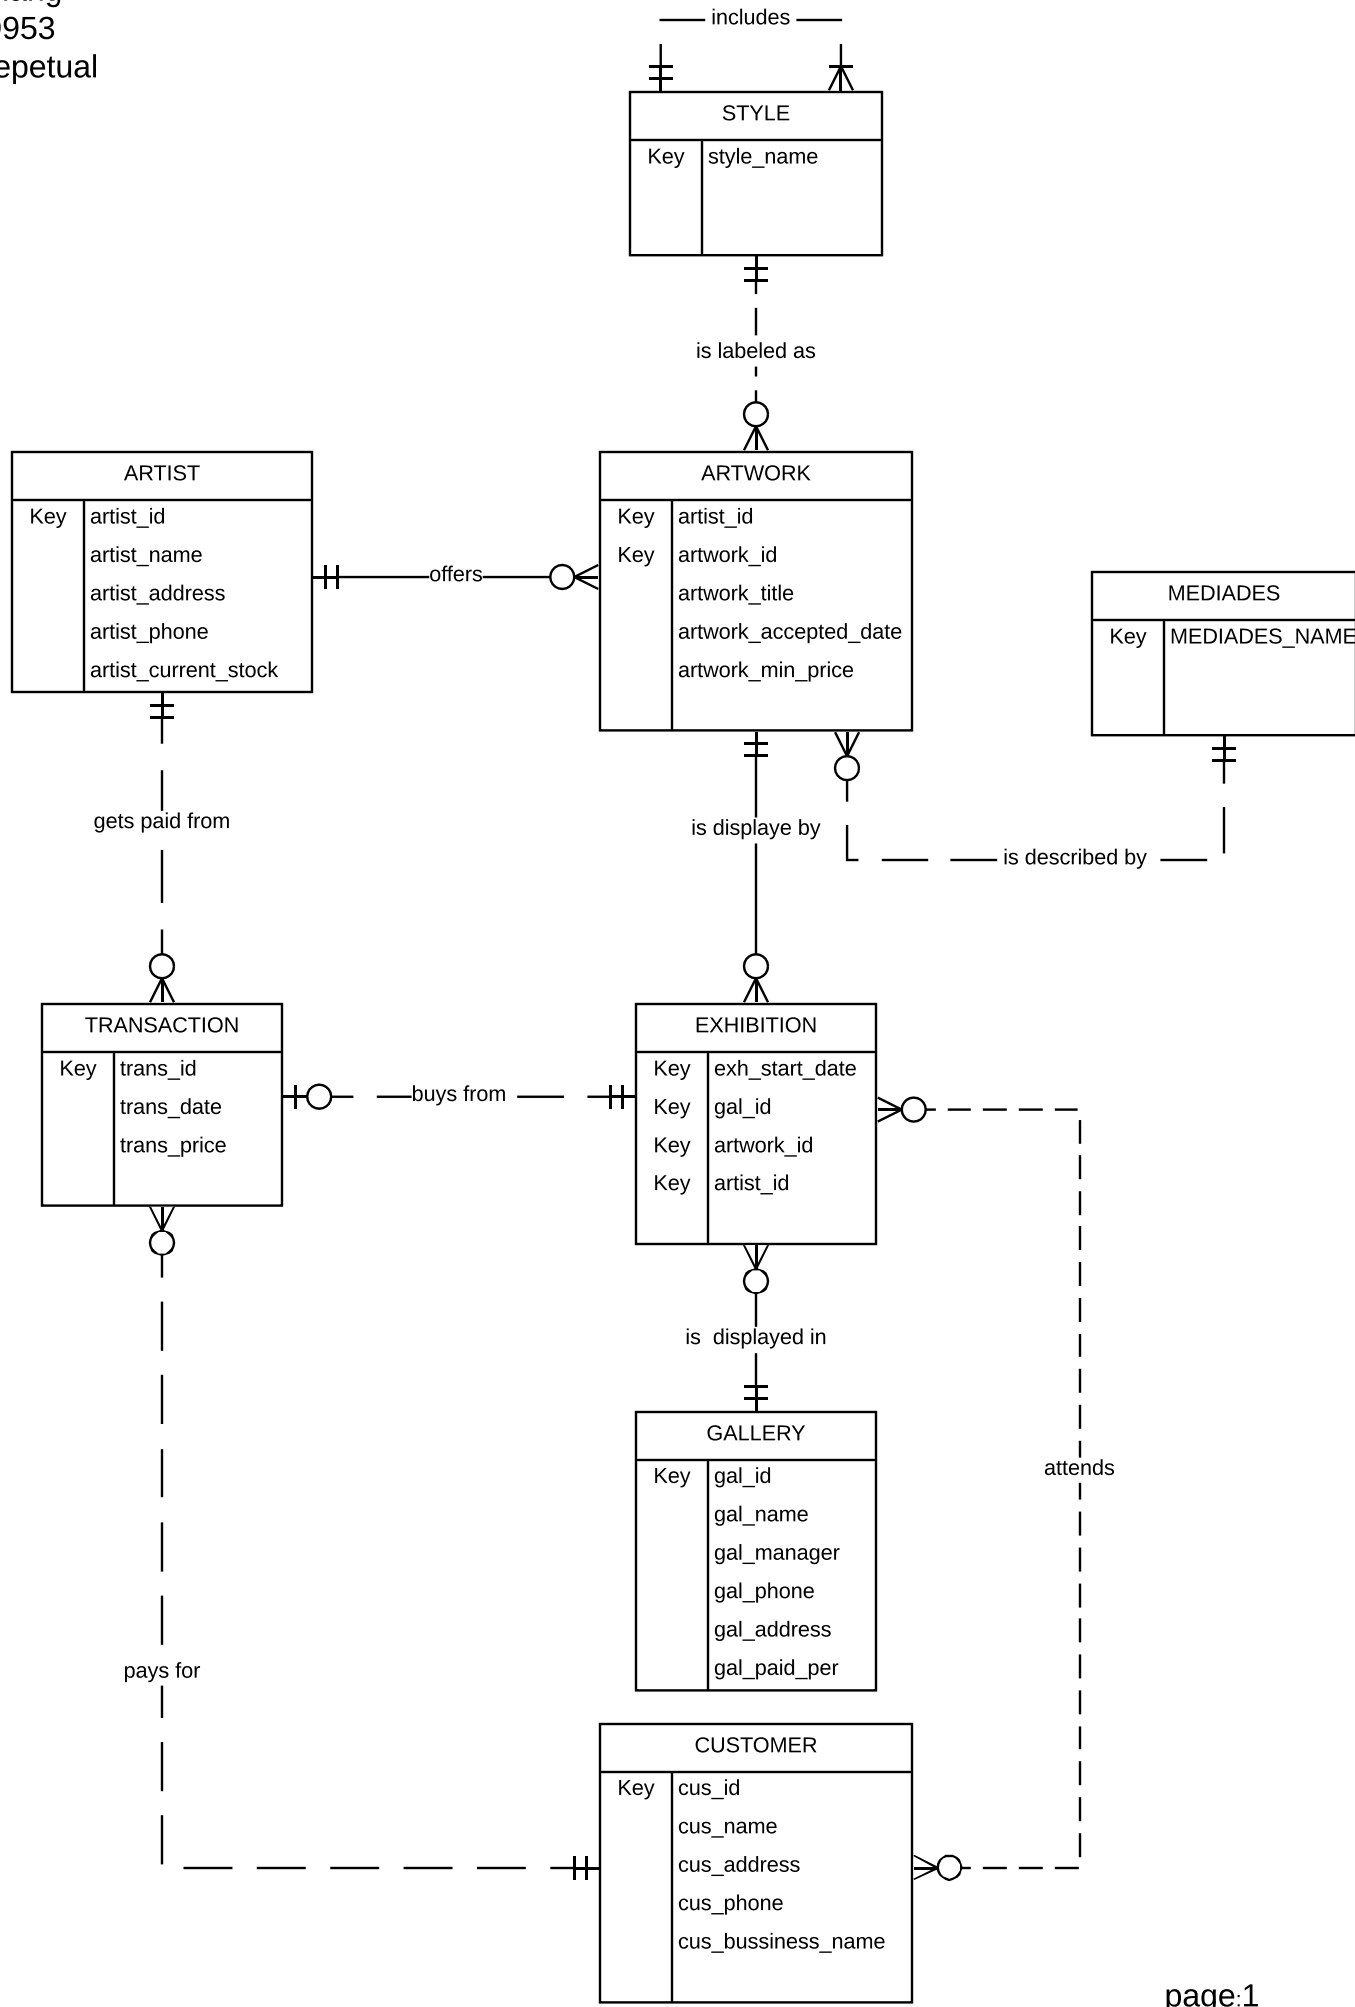 9953
includes
STYLE
Key style_name
is labeled as
ARTIST
Key artist_id
artist_name
artist_address
artist_phone
artist_current_stock
offers
ARTWORK
Key artist_id
Key artwork_id
artwork_title
artwork_accepted_date
artwork_min_price
MEDIADES
Key MEDIADES_NAME
gets paid from
is displaye by
is described by
TRANSACTION
Key trans_id
trans_date
trans_price
buys from
EXHIBITION
Key exh_start_date
Key gal_id
Key artwork_id
Key artist_id
is displayed in
GALLERY
Key gal_id
gal_name
gal_manager
gal_phone
gal_address
gal_paid_per
attends
pays for
CUSTOMER
Key cus_id
cus_name
cus_address
cus_phone
cus_bussiness_name
page:1